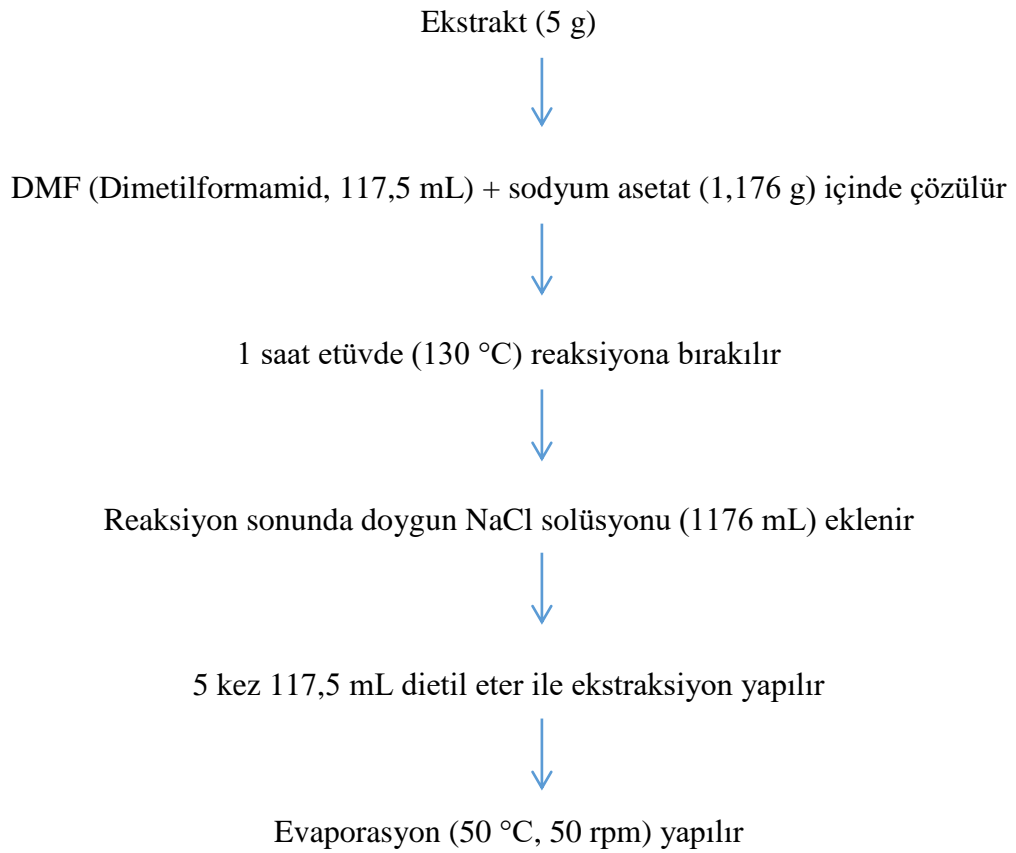 Ekstrakt (5 g)
DMF (Dimetilformamid, 117,5 mL) + sodyum asetat (1,176 g) içinde çözülür
1 saat etüvde (130 °C) reaksiyona bırakılır
Reaksiyon sonunda doygun NaCl solüsyonu (1176 mL) eklenir
5 kez 117,5 mL dietil eter ile ekstraksiyon yapılır
Evaporasyon (50 °C, 50 rpm) yapılır